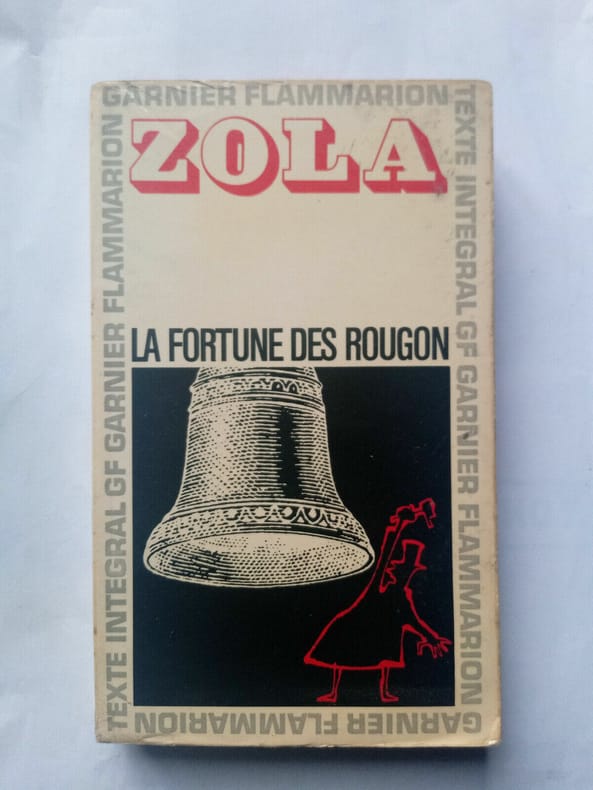 GARNIER FLAMMARION
TEXTE INTEGRAL GF GARNIER FLAMMARION
ZOLA
LA FORTUNE DES ROUGON
TEXTE INTEGRAL GF GARNIER FLAMMARION
GARNIER FLAMMARION